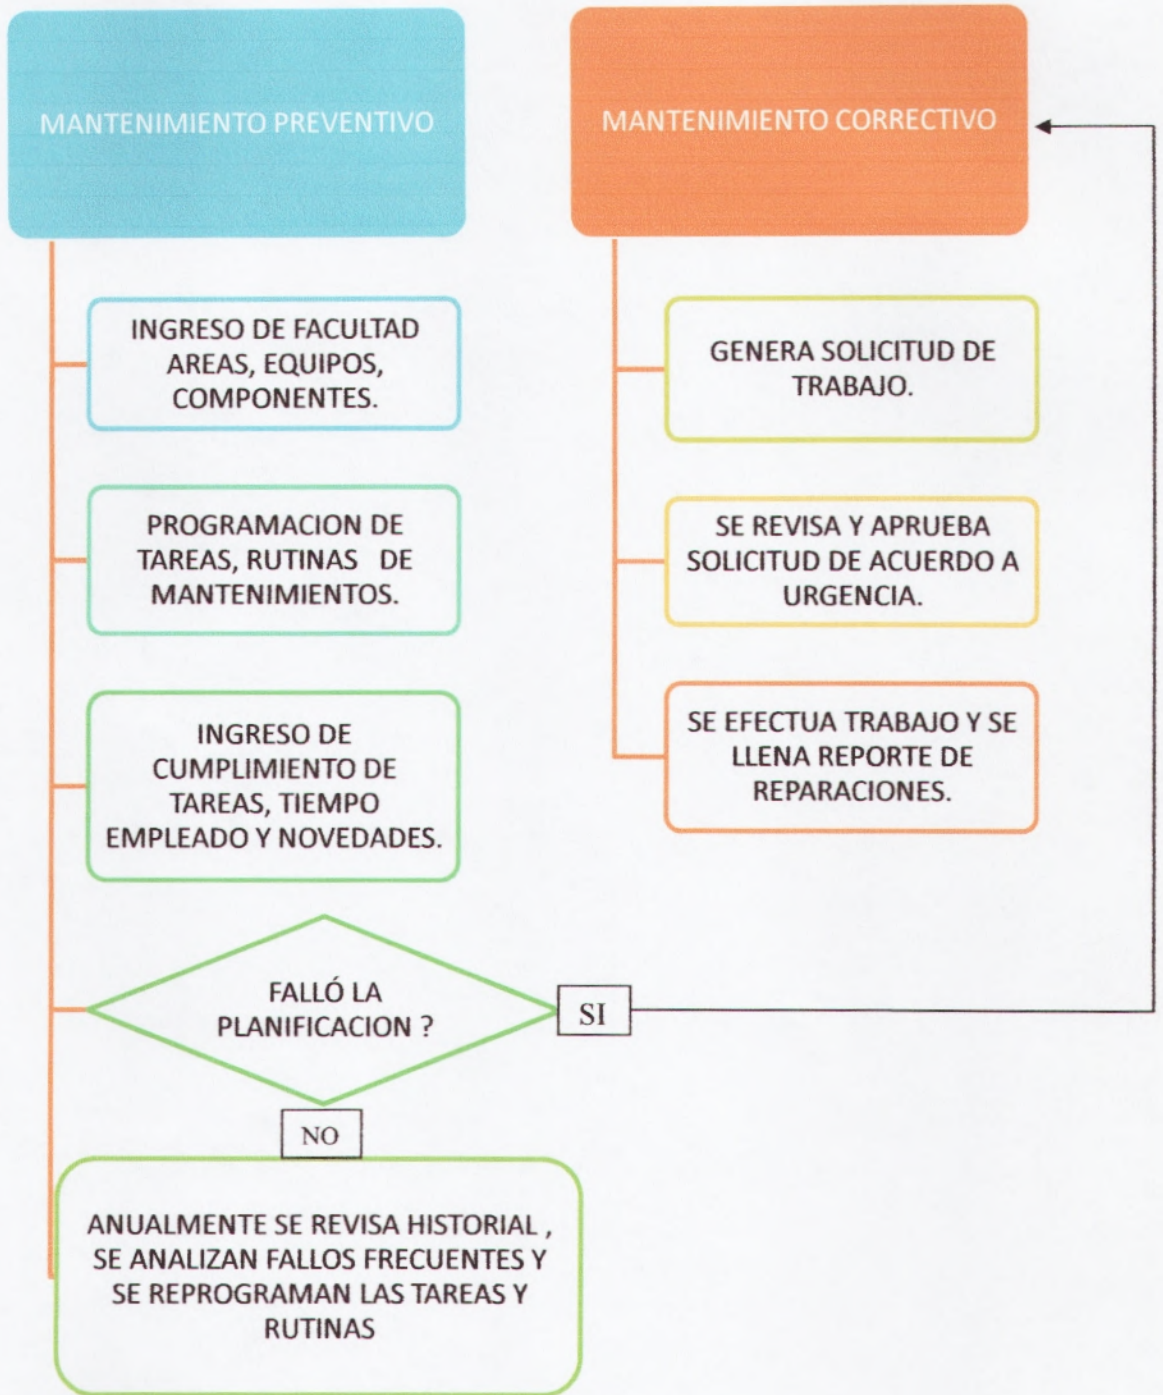 MANTENIMIENTO PREVENTIVO
INGRESO DE FACULTAD
AREAS, EQUIPOS,
COMPONENTES.
PROGRAMACION DE
TAREAS, RUTINAS DE
MANTENIMIENTOS.
INGRESO DE
CUMPLIMIENTO DE
TAREAS, TIEMPO
EMPLEADO Y NOVEDADES.
FALLÓ LA
PLANIFICACION ?
SI
NO
ANUALMENTE SE REVISA HISTORIAL ,
SE ANALIZAN FALLOS FRECUENTES Y
SE REPROGRAMAN LAS TAREAS Y
RUTINAS
MANTENIMIENTO CORRECTIVO
GENERA SOLICITUD DE
TRABAJO.
SE REVISA Y APRUEBA
SOLICITUD DE ACUERDO A
URGENCIA.
SE EFECTUA TRABAJO Y SE
LLENA REPORTE DE
REPARACIONES.